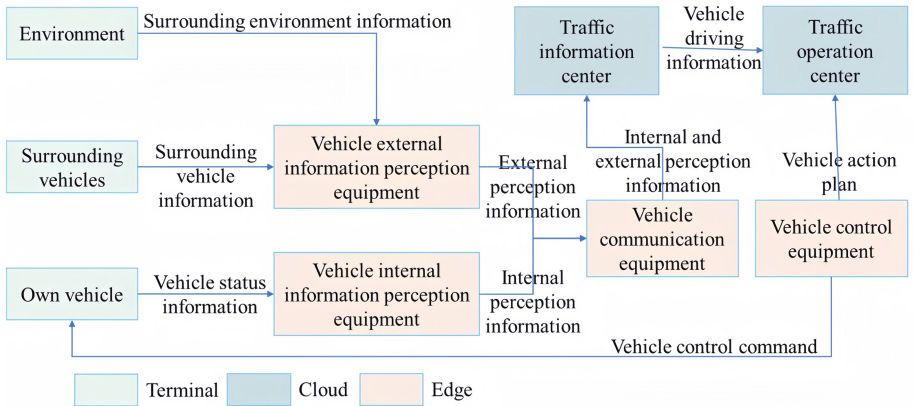 Environment
Surrounding environment information
Traffic
information
center
Vehicle
driving
information
Traffic
operation
center
Surrounding
vehicles
Surrounding
vehicle
information
Vehicle external
information perception
equipment
External
perception
information
Internal and
external perception
information
Vehicle action
plan
Vehicle
communication
equipment
Vehicle control
equipment
Own vehicle
Vehicle status
information
Vehicle internal
information perception
equipment
Internal
perception
information
Vehicle control command
Terminal
Cloud
Edge